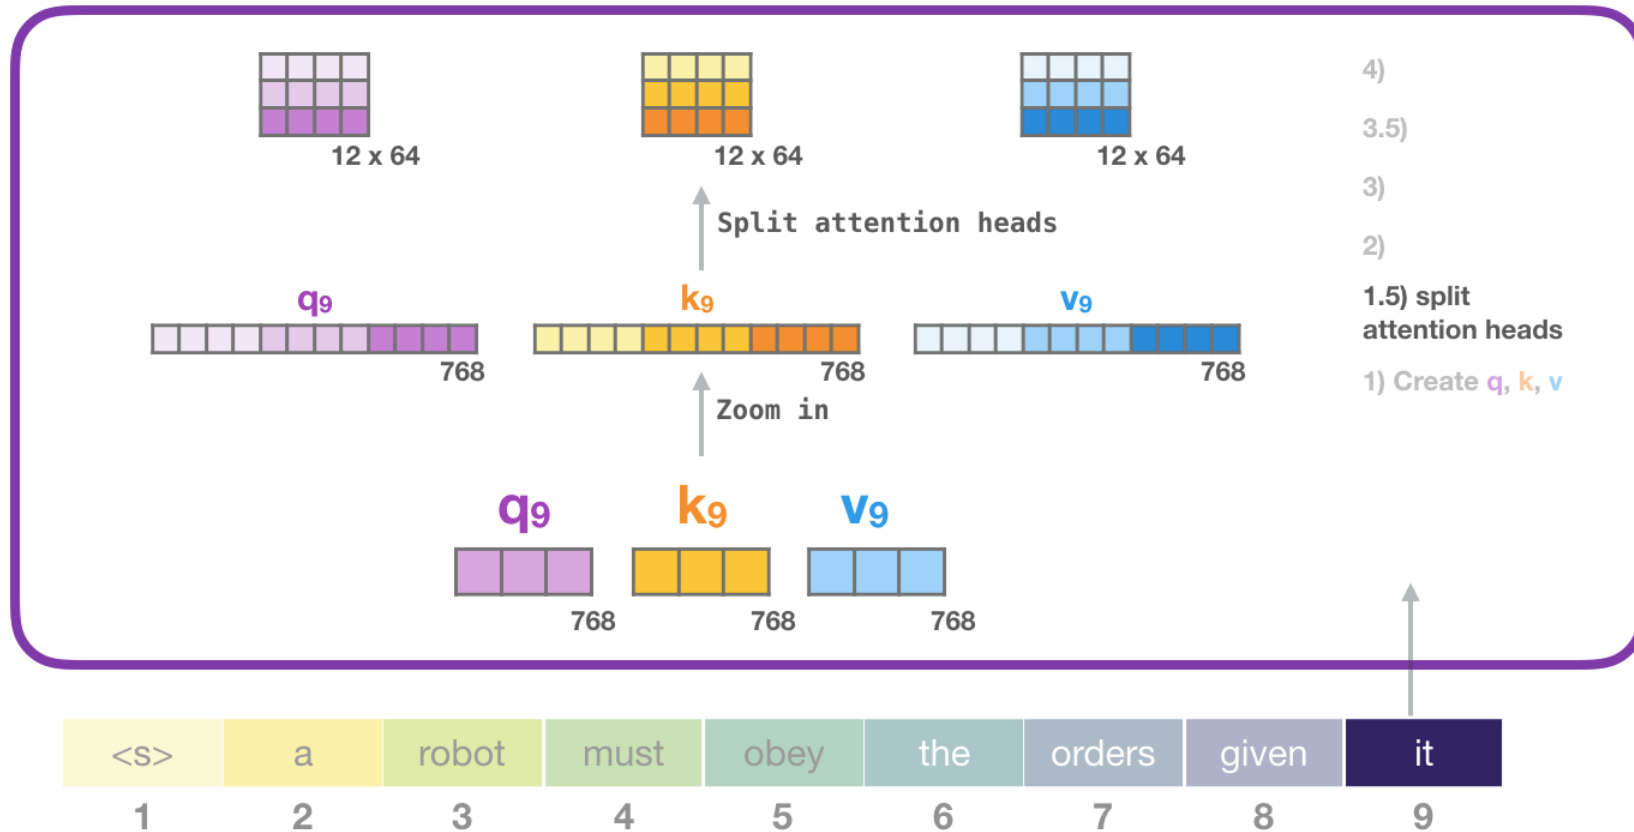 4)
12 x 64
12 x 64
12 x 64
3.5)
3)
Split attention heads
2)
q9
k9
v9
1.5) split
attention heads
768
768
768
1) Create q, k, v
Zoom in
q9
k9
v9
768
768
768
<s>
a
robot
must
obey
the
orders
given
it
1
2
3
4
5
6
7
8
9